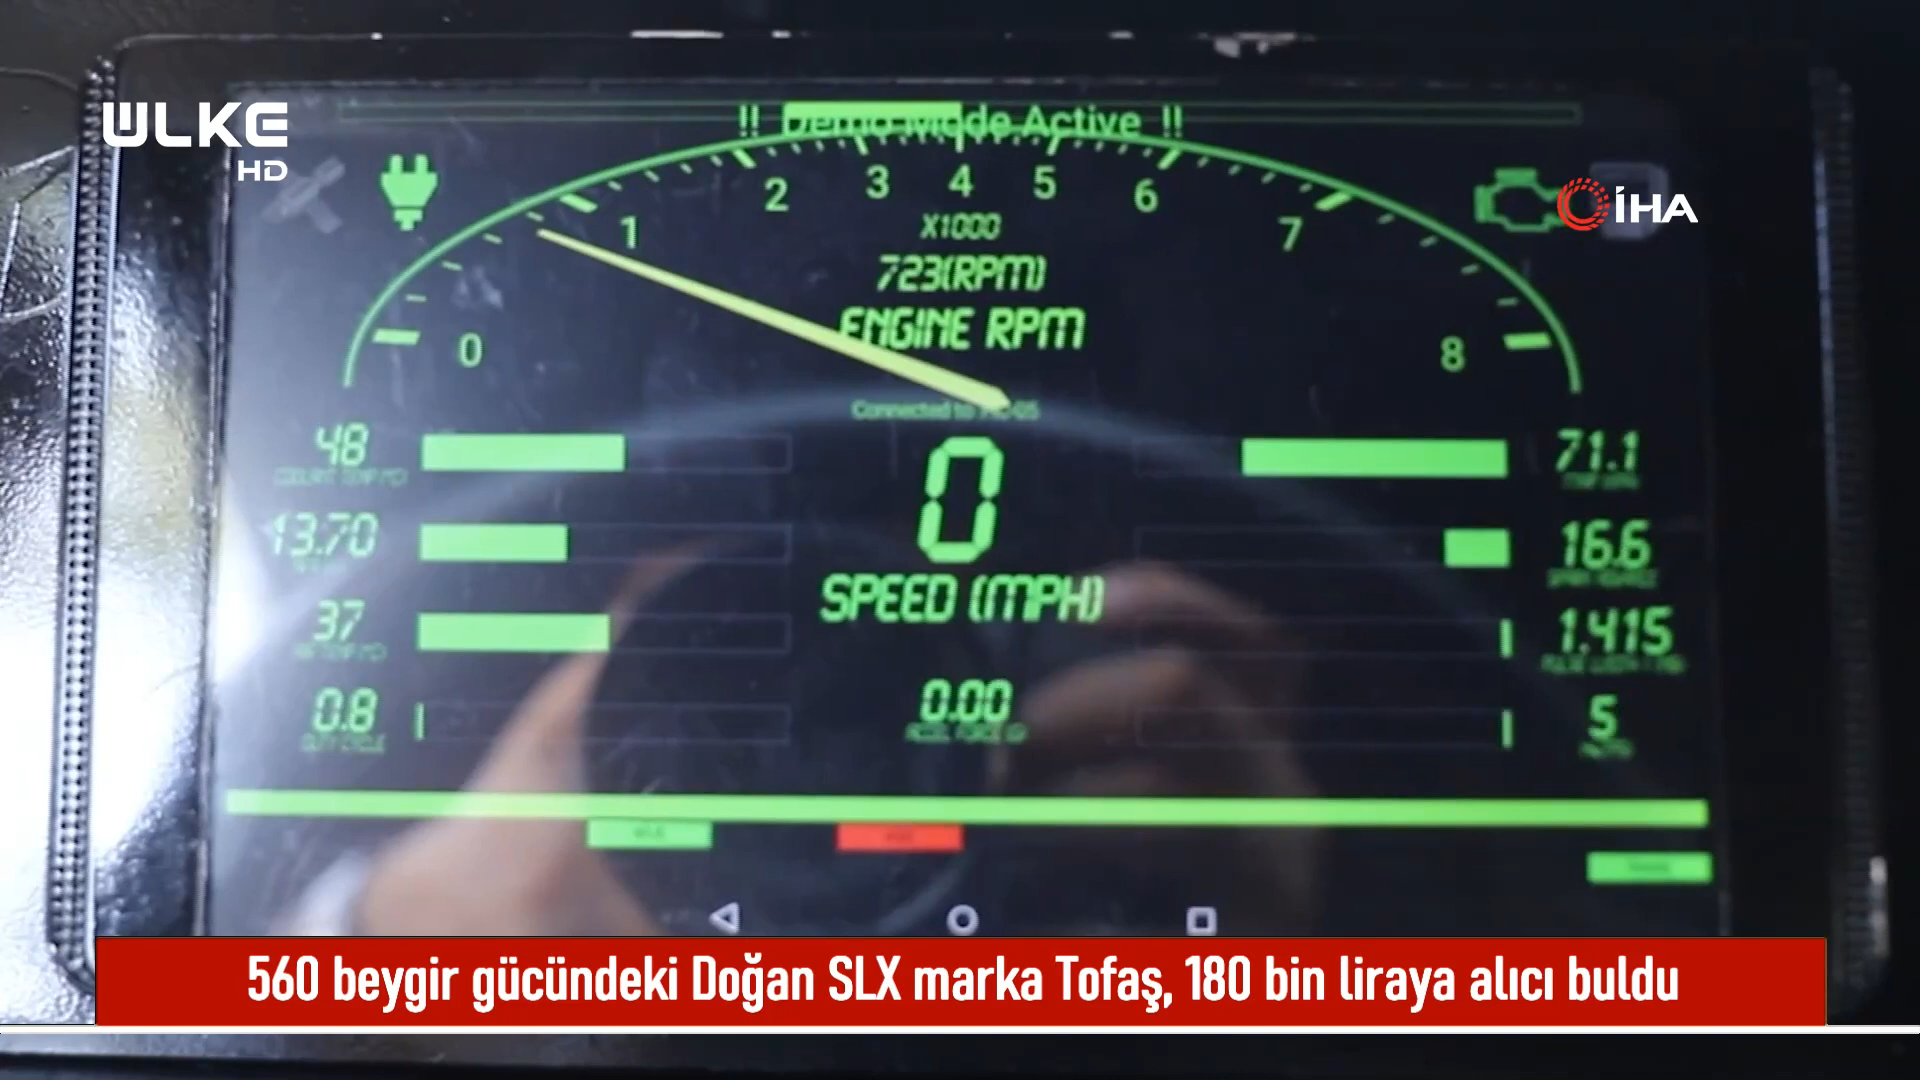 ULKE
HD
!! Demo Mode Active !!
0 1 2 3 4 5 6 7 8
X1000
723(RPM)
ENGINE RPM
İHA
48
71.1
13.70
16.6
37
1.415
0.8
5
0
SPEED (MPH)
0.00
560 beygir gücündeki Doğan SLX marka Tofaş, 180 bin liraya alıcı buldu